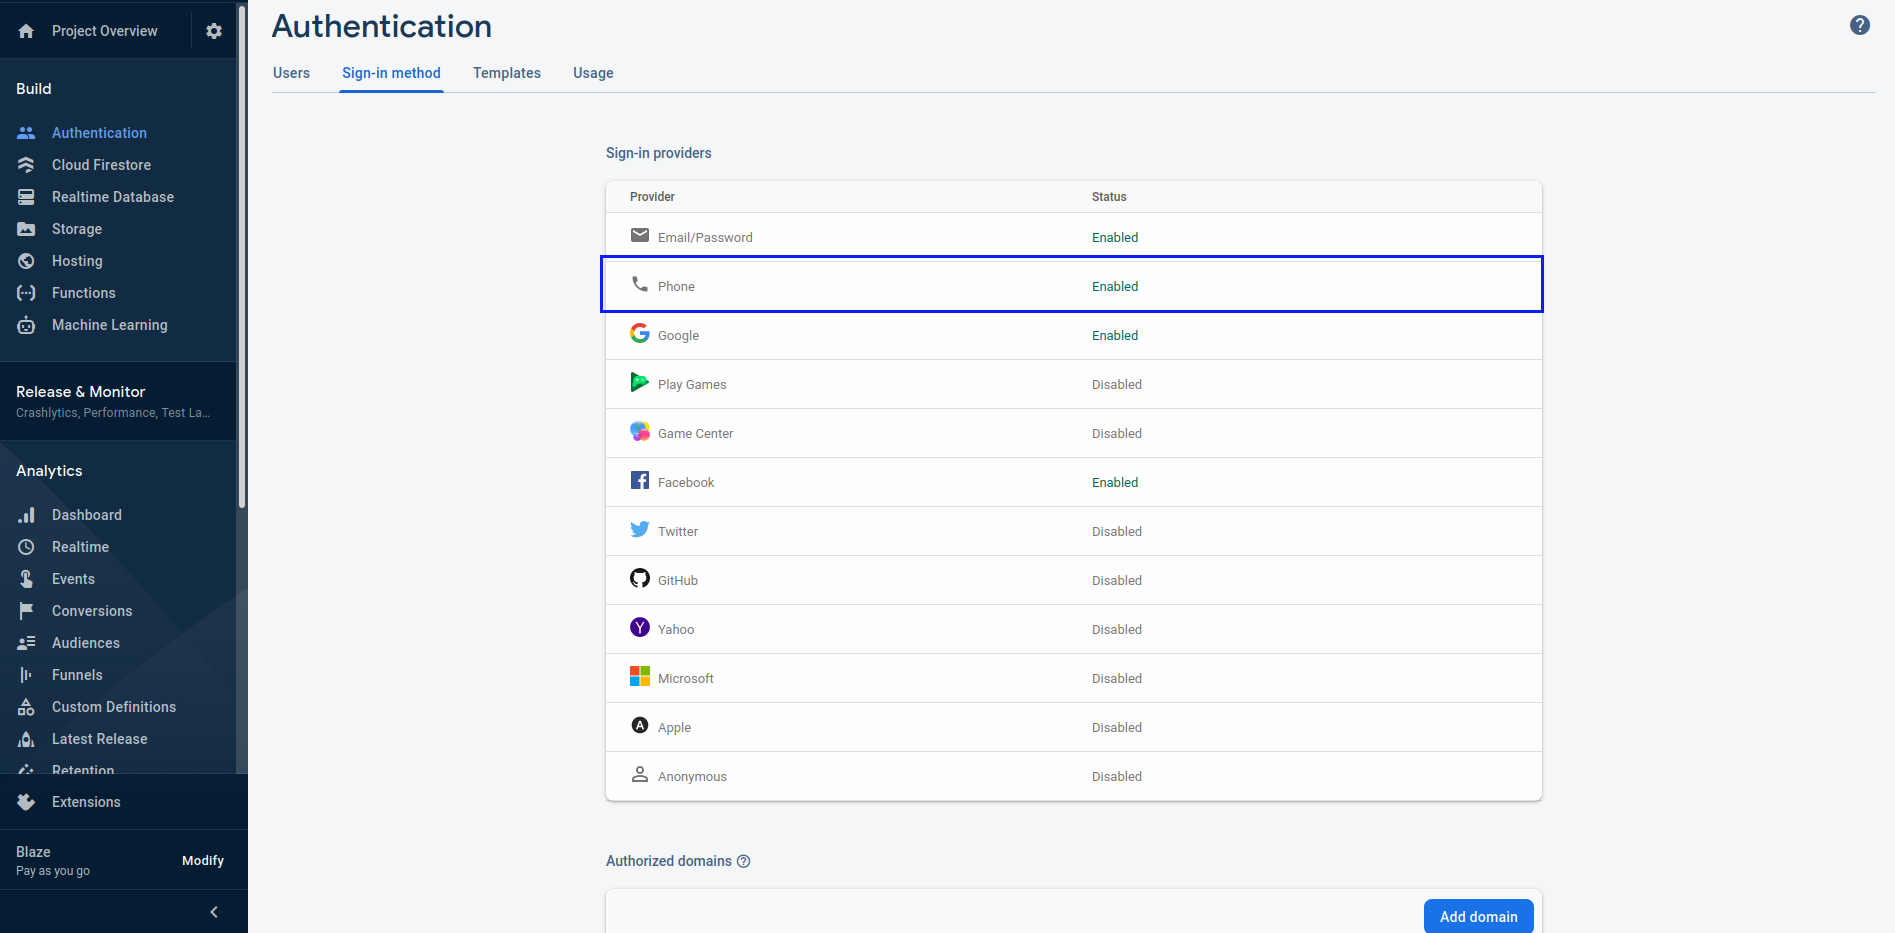 Project Overview
Build
Authentication
Cloud Firestore
Realtime Database
Storage
Hosting
Functions
Machine Learning
Release & Monitor
Crashlytics, Performance, Test La...
Analytics
Dashboard
Realtime
Events
Conversions
Audiences
Funnels
Custom Definitions
Latest Release
Retention
Extensions
Blaze
Pay as you go
Modify
Authentication
Users Sign-in method Templates Usage
Sign-in providers
Provider Status
Email/Password Enabled
Phone Enabled
Google Enabled
Play Games Disabled
Game Center Disabled
Facebook Enabled
Twitter Disabled
GitHub Disabled
Yahoo Disabled
Microsoft Disabled
Apple Disabled
Anonymous Disabled
Authorized domains
Add domain